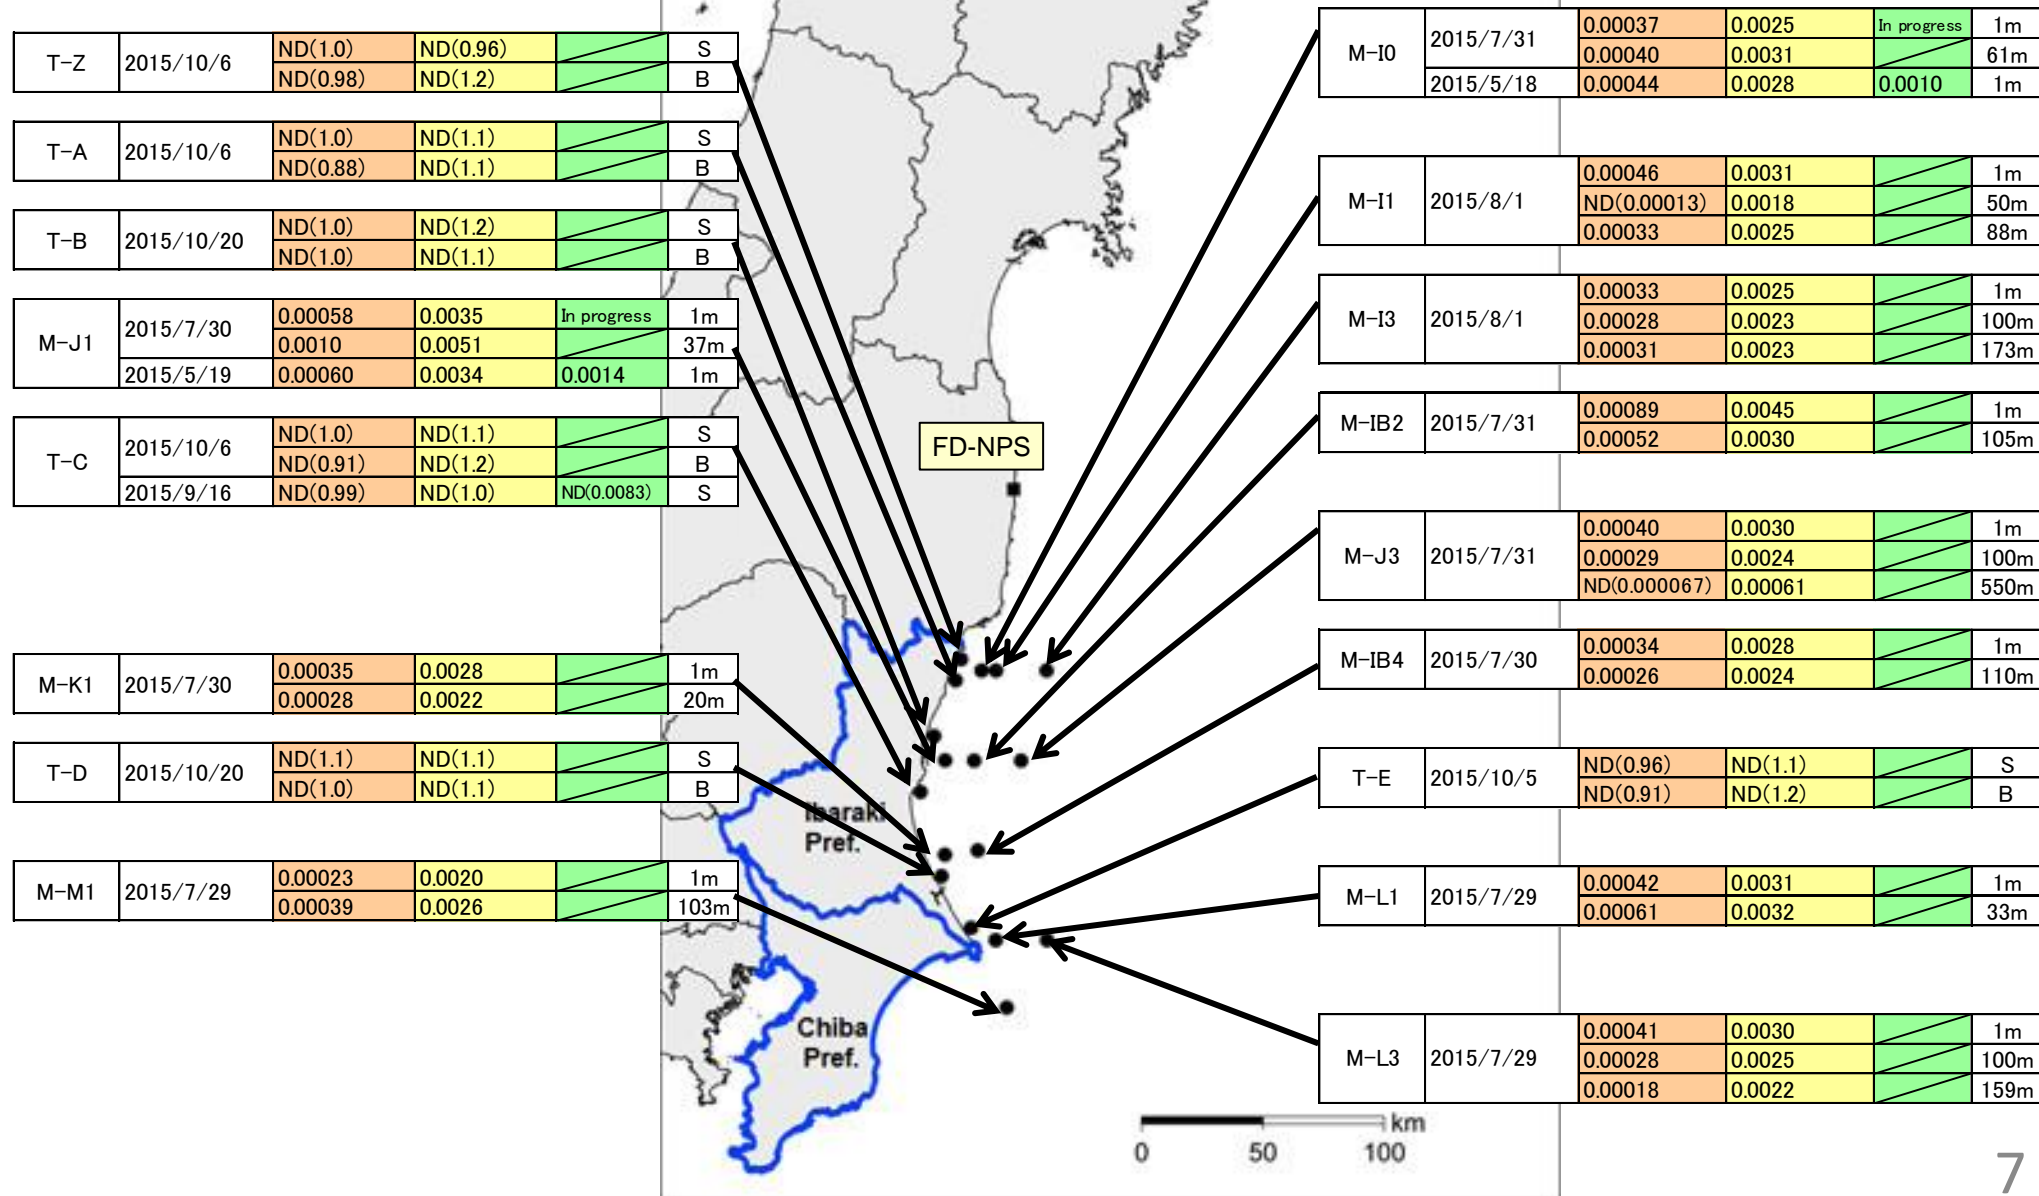 T-Z 2015/10/6 ND(1.0) ND(0.96) S
ND(0.98) ND(1.2) B
T-A 2015/10/6 ND(1.0) ND(1.1) S
ND(0.88) ND(1.1) B
T-B 2015/10/20 ND(1.0) ND(1.2) S
ND(1.0) ND(1.1) B
M-J1 2015/7/30 0.00058 0.0035 In progress 1m
0.0010 0.0051 37m
2015/5/19 0.00060 0.0034 0.0014 1m
T-C 2015/10/6 ND(1.0) ND(1.1) S
ND(0.91) ND(1.2) B
2015/9/16 ND(0.99) ND(1.0) ND(0.0083) S
M-K1 2015/7/30 0.00035 0.0028 1m
0.00028 0.0022 20m
T-D 2015/10/20 ND(1.1) ND(1.1) S
ND(1.0) ND(1.1) B
M-M1 2015/7/29 0.00023 0.0020 1m
0.00039 0.0026 103m
FD-NPS
Ibaraki
Pref.
Chiba
Pref.
km
0 50 100
M-I0 2015/7/31 0.00037 0.0025 In progress 1m
0.00040 0.0031 61m
2015/5/18 0.00044 0.0028 0.0010 1m
M-I1 2015/8/1 0.00046 0.0031 1m
ND(0.00013) 0.0018 50m
0.00033 0.0025 88m
M-I3 2015/8/1 0.00033 0.0025 1m
0.00028 0.0023 100m
0.00031 0.0023 173m
M-IB2 2015/7/31 0.00089 0.0045 1m
0.00052 0.0030 105m
M-J3 2015/7/31 0.00040 0.0030 1m
0.00029 0.0024 100m
ND(0.000067) 0.00061 550m
M-IB4 2015/7/30 0.00034 0.0028 1m
0.00026 0.0024 110m
T-E 2015/10/5 ND(0.96) ND(1.1) S
ND(0.91) ND(1.2) B
M-L1 2015/7/29 0.00042 0.0031 1m
0.00061 0.0032 33m
M-L3 2015/7/29 0.00041 0.0030 1m
0.00028 0.0025 100m
0.00018 0.0022 159m
7